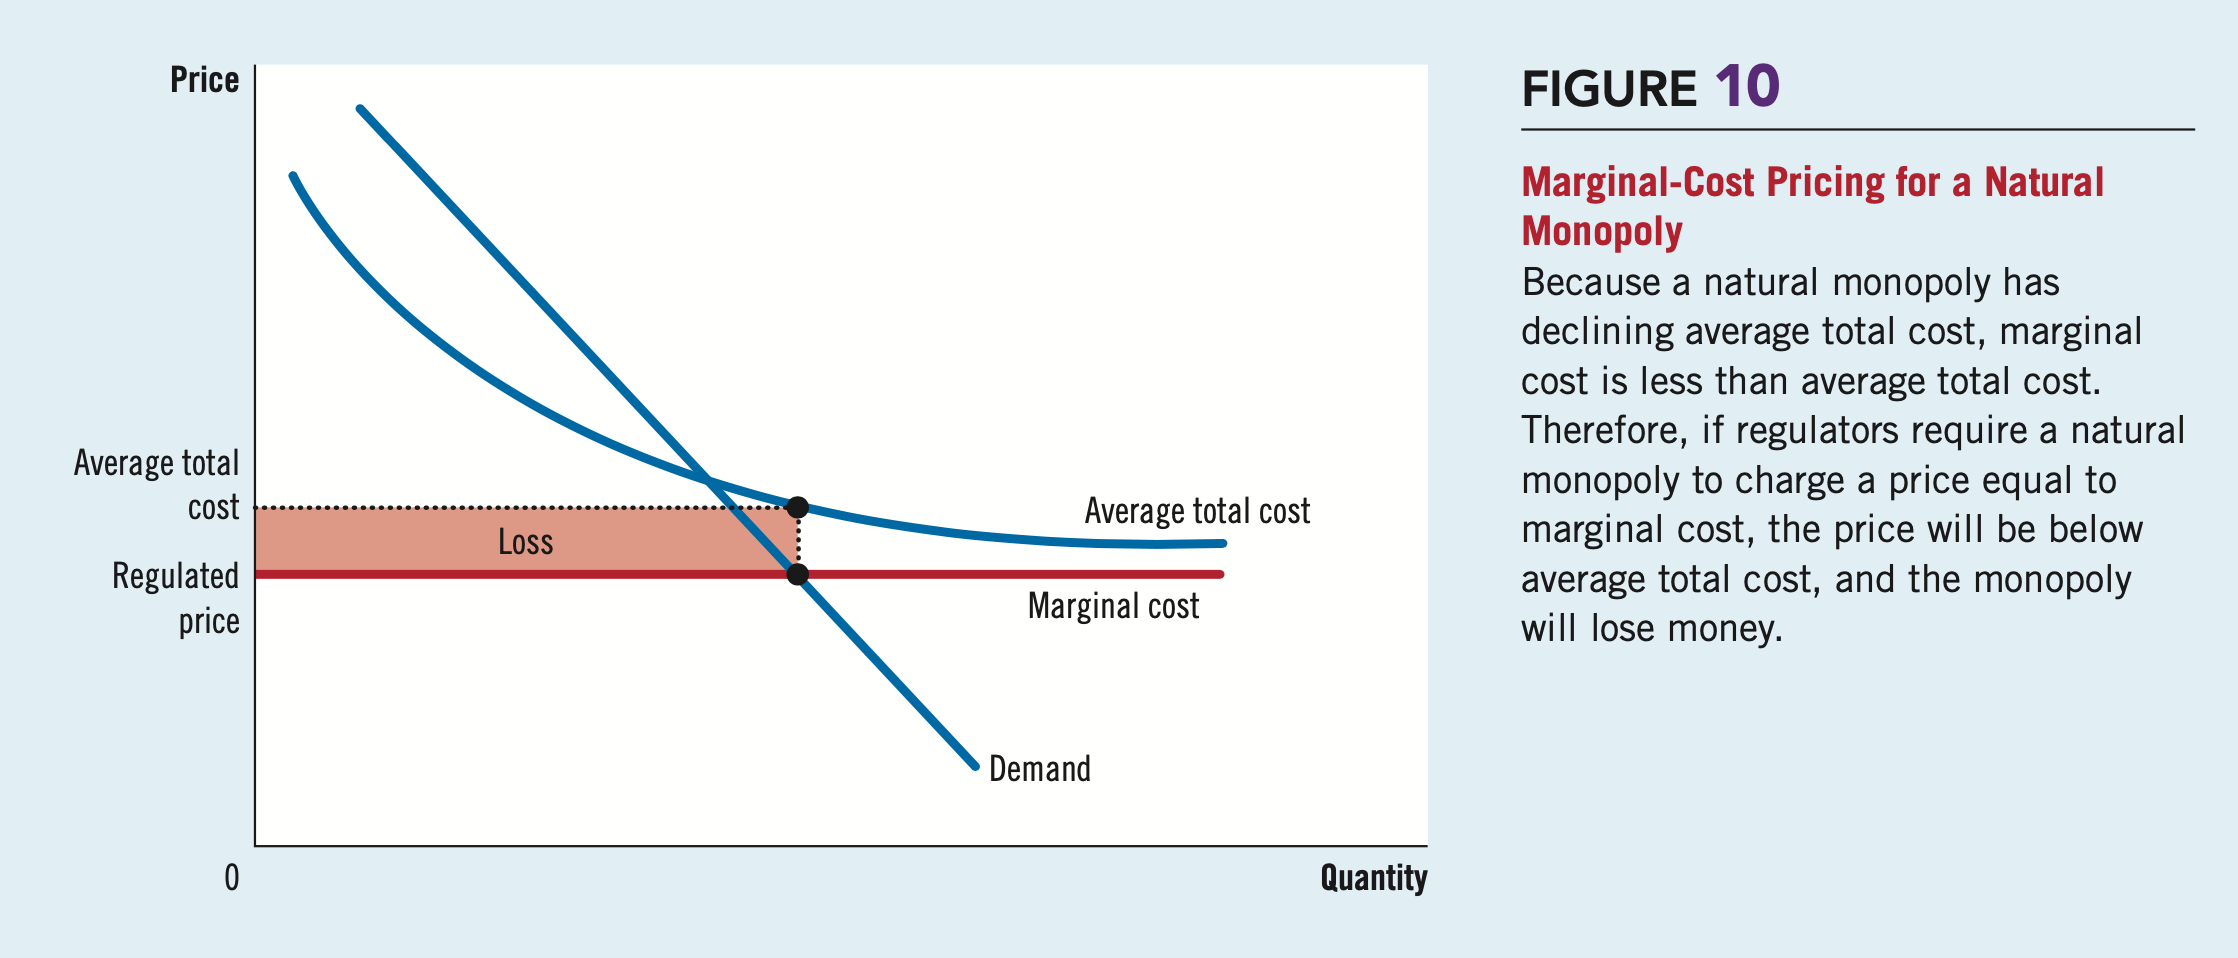 Price
Average total
cost
Regulated
price
Loss
Average total cost
Marginal cost
Demand
0
Quantity
FIGURE 10
Marginal-Cost Pricing for a Natural
Monopoly
Because a natural monopoly has
declining average total cost, marginal
cost is less than average total cost.
Therefore, if regulators require a natural
monopoly to charge a price equal to
marginal cost, the price will be below
average total cost, and the monopoly
will lose money.